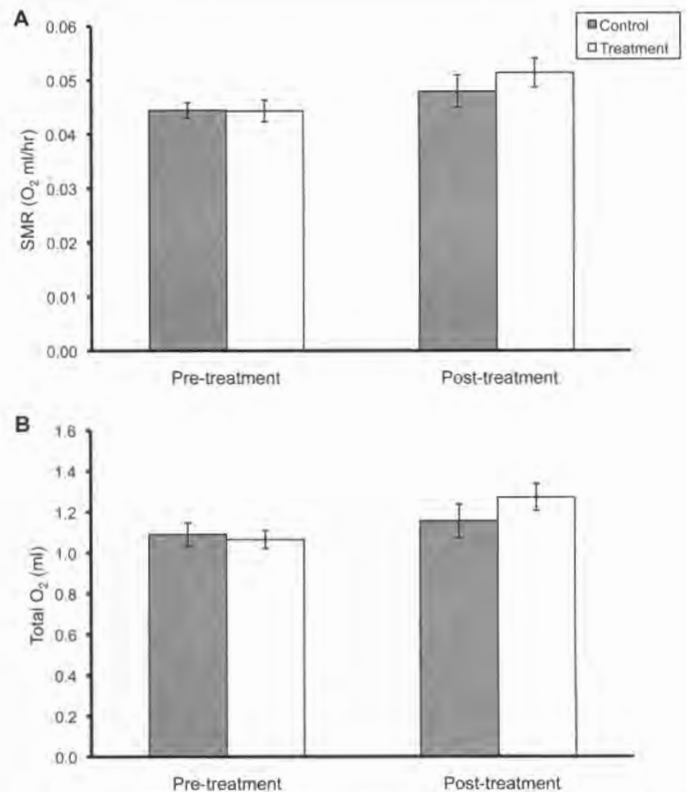 A
Control
Treatment
SMR (O₂ ml/hr)
0.06
0.05
0.04
0.03
0.02
0.01
0.00
Pre-treatment Post-treatment
B
Total O₂ (ml)
1.6
1.4
1.2
1.0
0.8
0.6
0.4
0.2
0.0
Pre-treatment Post-treatment